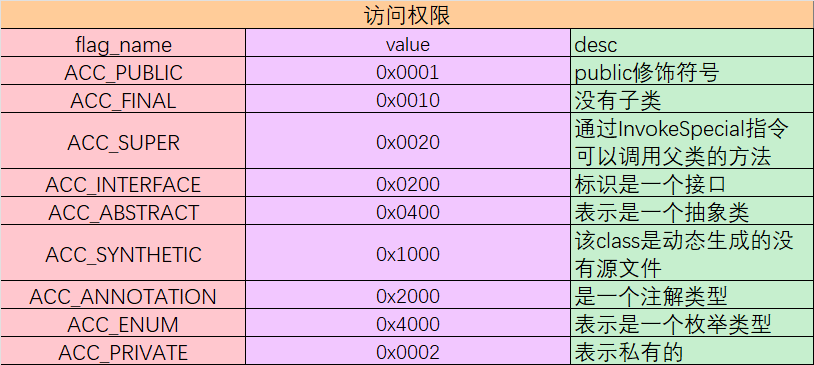 访问权限
flag_name value desc
ACC_PUBLIC 0x0001 public修饰符号
ACC_FINAL 0x0010 没有子类
ACC_SUPER 0x0020 通过InvokeSpecial指令
可以调用父类的方法
ACC_INTERFACE 0x0200 标识是一个接口
ACC_ABSTRACT 0x0400 表示是一个抽象类
ACC_SYNTHETIC 0x1000 该class是动态生成的没
有源文件
ACC_ANNOTATION 0x2000 是一个注解类型
ACC_ENUM 0x4000 表示是一个枚举类型
ACC_PRIVATE 0x0002 表示私有的